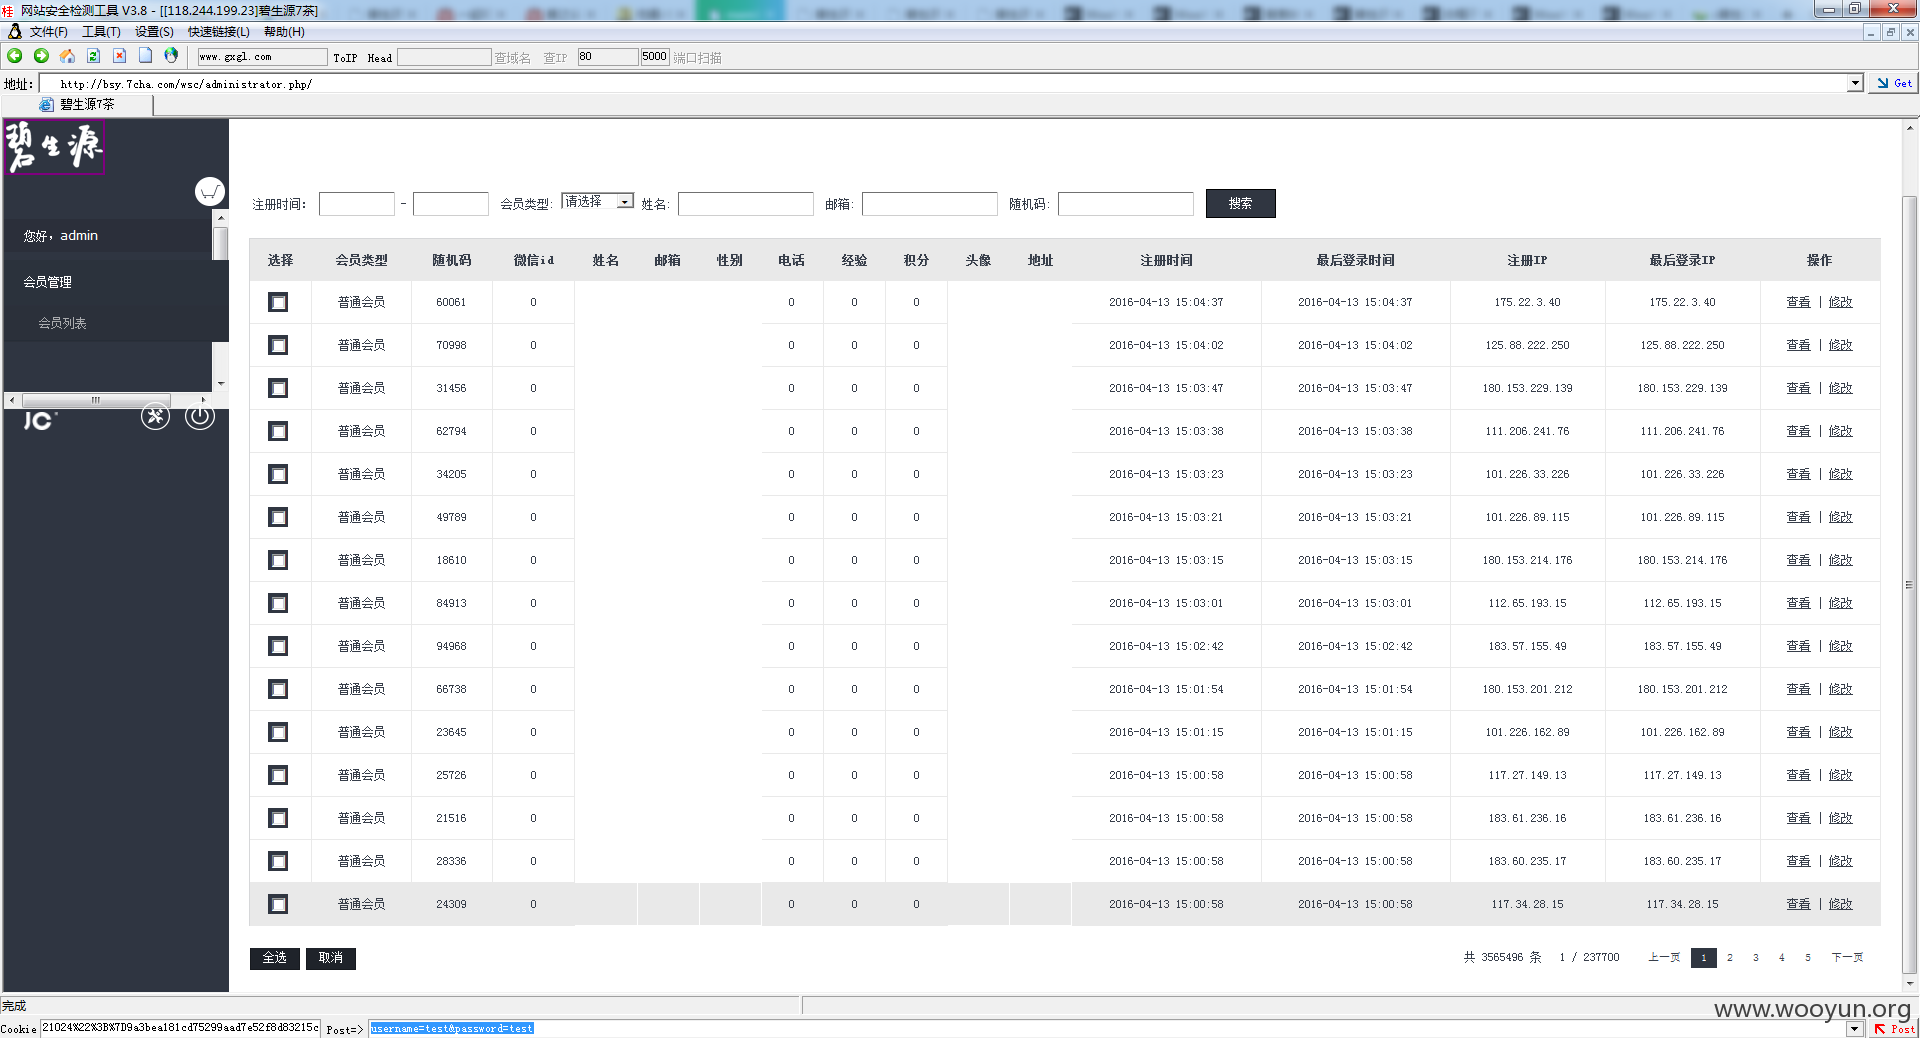 桂 网站安全检测工具 V3.8 - [[118.244.199.23]碧生源7茶]
文件(F) 工具(T) 设置(S) 快速链接(L) 帮助(H)
www.gxgl.com ToIP Head 查域名 查IP 80 5000 端口扫描
地址: http://bsy.7cha.com/wsc/administrator.php/ Get
碧生源7茶
碧生源
注册时间: - 会员类型: 请选择 姓名: 邮箱: 随机码: 搜索
您好，admin
会员管理
会员列表
JC
选择 会员类型 随机码 微信id 姓名 邮箱 性别 电话 经验 积分 头像 地址 注册时间 最后登录时间 注册IP 最后登录IP 操作
普通会员 60061 0 0 0 0 2016-04-13 15:04:37 2016-04-13 15:04:37 175.22.3.40 175.22.3.40 查看 | 修改
普通会员 70998 0 0 0 0 2016-04-13 15:04:02 2016-04-13 15:04:02 125.88.222.250 125.88.222.250 查看 | 修改
普通会员 31456 0 0 0 0 2016-04-13 15:03:47 2016-04-13 15:03:47 180.153.229.139 180.153.229.139 查看 | 修改
普通会员 62794 0 0 0 0 2016-04-13 15:03:38 2016-04-13 15:03:38 111.206.241.76 111.206.241.76 查看 | 修改
普通会员 34205 0 0 0 0 2016-04-13 15:03:23 2016-04-13 15:03:23 101.226.33.226 101.226.33.226 查看 | 修改
普通会员 49789 0 0 0 0 2016-04-13 15:03:21 2016-04-13 15:03:21 101.226.89.115 101.226.89.115 查看 | 修改
普通会员 18610 0 0 0 0 2016-04-13 15:03:15 2016-04-13 15:03:15 180.153.214.176 180.153.214.176 查看 | 修改
普通会员 84913 0 0 0 0 2016-04-13 15:03:01 2016-04-13 15:03:01 112.65.193.15 112.65.193.15 查看 | 修改
普通会员 94968 0 0 0 0 2016-04-13 15:02:42 2016-04-13 15:02:42 183.57.155.49 183.57.155.49 查看 | 修改
普通会员 66738 0 0 0 0 2016-04-13 15:01:54 2016-04-13 15:01:54 180.153.201.212 180.153.201.212 查看 | 修改
普通会员 23645 0 0 0 0 2016-04-13 15:01:15 2016-04-13 15:01:15 101.226.162.89 101.226.162.89 查看 | 修改
普通会员 25726 0 0 0 0 2016-04-13 15:00:58 2016-04-13 15:00:58 117.27.149.13 117.27.149.13 查看 | 修改
普通会员 21516 0 0 0 0 2016-04-13 15:00:58 2016-04-13 15:00:58 183.61.236.16 183.61.236.16 查看 | 修改
普通会员 28336 0 0 0 0 2016-04-13 15:00:58 2016-04-13 15:00:58 183.60.235.17 183.60.235.17 查看 | 修改
普通会员 24309 0 0 0 0 2016-04-13 15:00:58 2016-04-13 15:00:58 117.34.28.15 117.34.28.15 查看 | 修改
全选 取消 共 3565496 条 1 / 237700 上一页 1 2 3 4 5 下一页
完成
www.wooyun.org
Cookie 21024%22%3B%7D9a3bea181cd75299aad7e52f8d83215c Post=> username=test&password=test Post